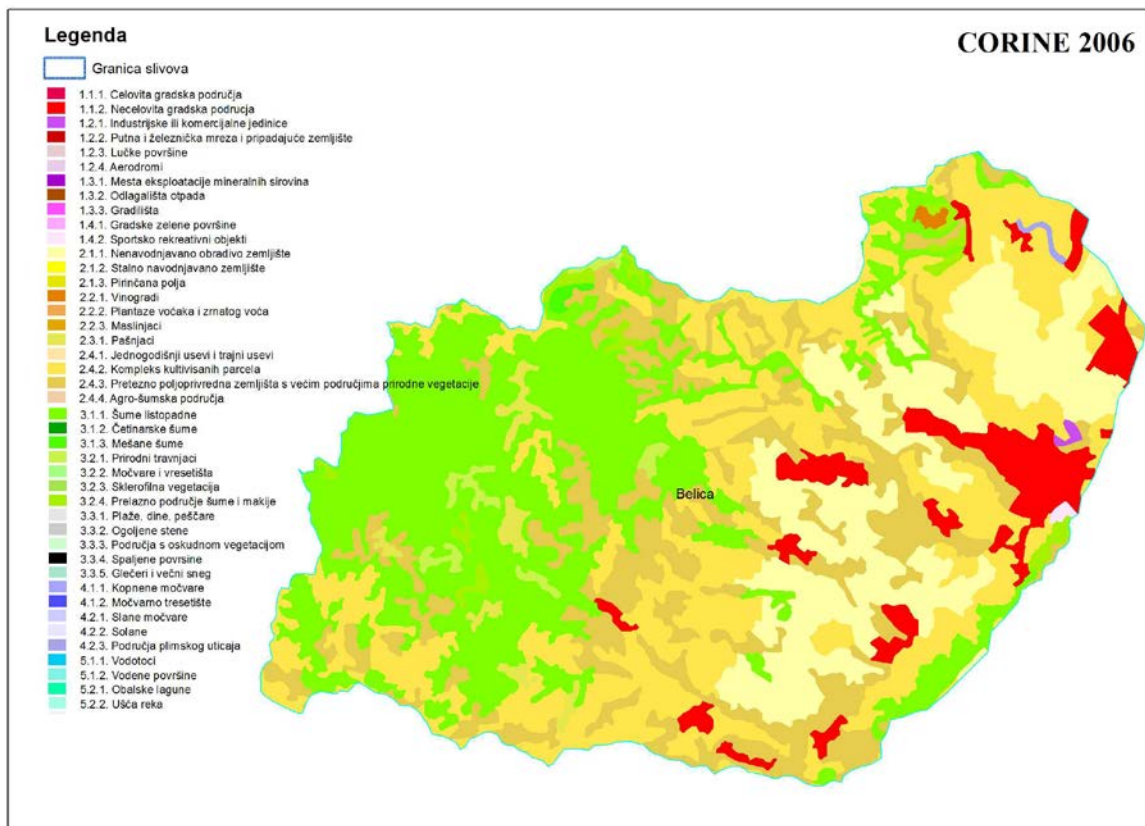 Legenda
CORINE 2006
Granica slivova
1.1.1. Celovita gradska područja
1.1.2. Necelovita gradska podrucja
1.2.1. Industrijske ili komercijalne jedinice
1.2.2. Putna i železnička mreza i pripadajuće zemljište
1.2.3. Lučke površine
1.2.4. Aerodromi
1.3.1. Mesta eksploatacije mineralnih sirovina
1.3.2. Odlagališta otpada
1.3.3. Gradilišta
1.4.1. Gradske zelene površine
1.4.2. Sportsko rekreativni objekti
2.1.1. Nenavodnjavano obradivo zemljište
2.1.2. Stalno navodnjavano zemljište
2.1.3. Pirinčana polja
2.2.1. Vinogradi
2.2.2. Plantaze voćaka i zrnatog voća
2.2.3. Maslinjaci
2.3.1. Pašnjaci
2.4.1. Jednogodišnji usevi i trajni usevi
2.4.2. Kompleks kultivisanih parcela
2.4.3. Pretezno poljoprivredna zemljišta s većim područjima prirodne vegetacije
2.4.4. Agro-šumska područja
3.1.1. Šume listopadne
3.1.2. Četinarske šume
3.1.3. Mešane šume
3.2.1. Prirodni travnjaci
3.2.2. Močvare i vresetišta
3.2.3. Sklerofilna vegetacija
3.2.4. Prelazno područje šume i makije
3.3.1. Plaže, dine, peščare
3.3.2. Ogoljene stene
3.3.3. Područja s oskudnom vegetacijom
3.3.4. Spaljene povrsine
3.3.5. Glečeri i večni sneg
4.1.1. Kopnene močvare
4.1.2. Močvarno tresetište
4.2.1. Slane močvare
4.2.2. Solane
4.2.3. Područja plimskog uticaja
5.1.1. Vodotoci
5.1.2. Vodene površine
5.2.1. Obalske lagune
5.2.2. Ušća reka
Belica